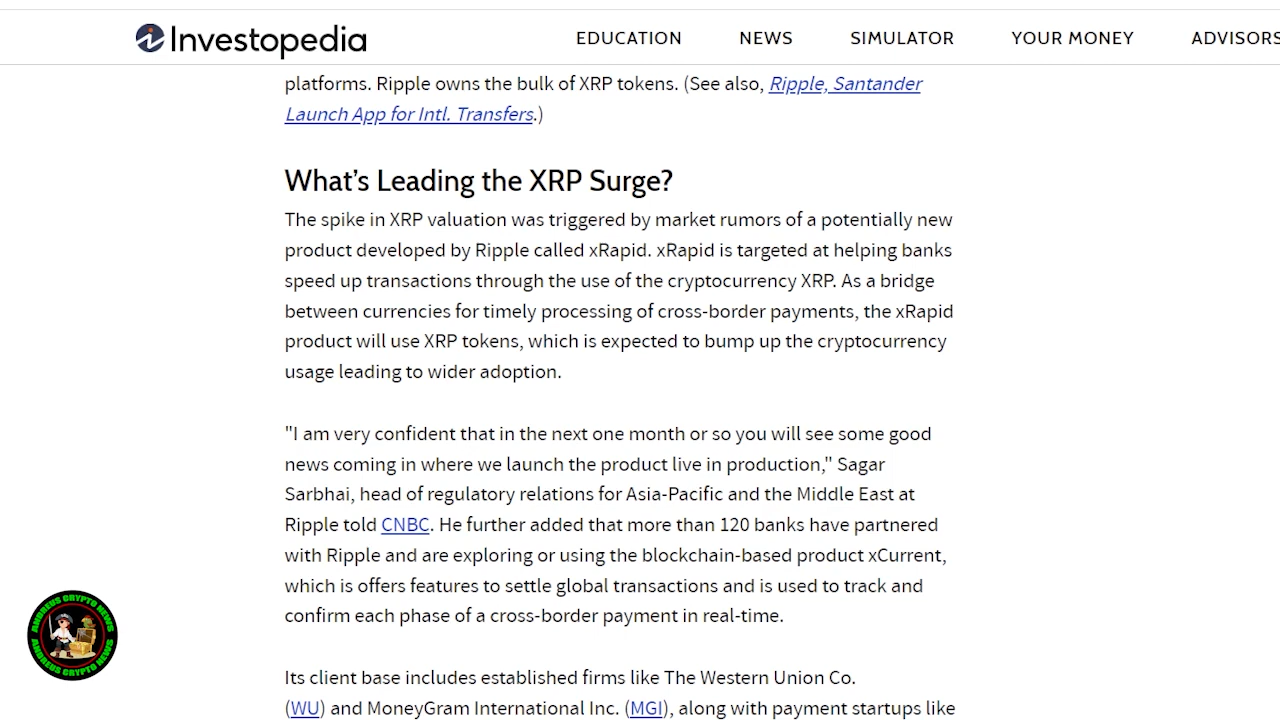 Investopedia
EDUCATION NEWS SIMULATOR YOUR MONEY ADVISORS
platforms. Ripple owns the bulk of XRP tokens. (See also, Ripple, Santander
Launch App for Intl. Transfers.)
What’s Leading the XRP Surge?
The spike in XRP valuation was triggered by market rumors of a potentially new
product developed by Ripple called xRapid. xRapid is targeted at helping banks
speed up transactions through the use of the cryptocurrency XRP. As a bridge
between currencies for timely processing of cross-border payments, the xRapid
product will use XRP tokens, which is expected to bump up the cryptocurrency
usage leading to wider adoption.
"I am very confident that in the next one month or so you will see some good
news coming in where we launch the product live in production," Sagar
Sarbhai, head of regulatory relations for Asia-Pacific and the Middle East at
Ripple told CNBC. He further added that more than 120 banks have partnered
with Ripple and are exploring or using the blockchain-based product xCurrent,
which is offers features to settle global transactions and is used to track and
confirm each phase of a cross-border payment in real-time.
Its client base includes established firms like The Western Union Co.
(WU) and MoneyGram International Inc. (MGI), along with payment startups like
ANDREUS CRYPTO NEWS
ANDREUS CRYPTO NEWS